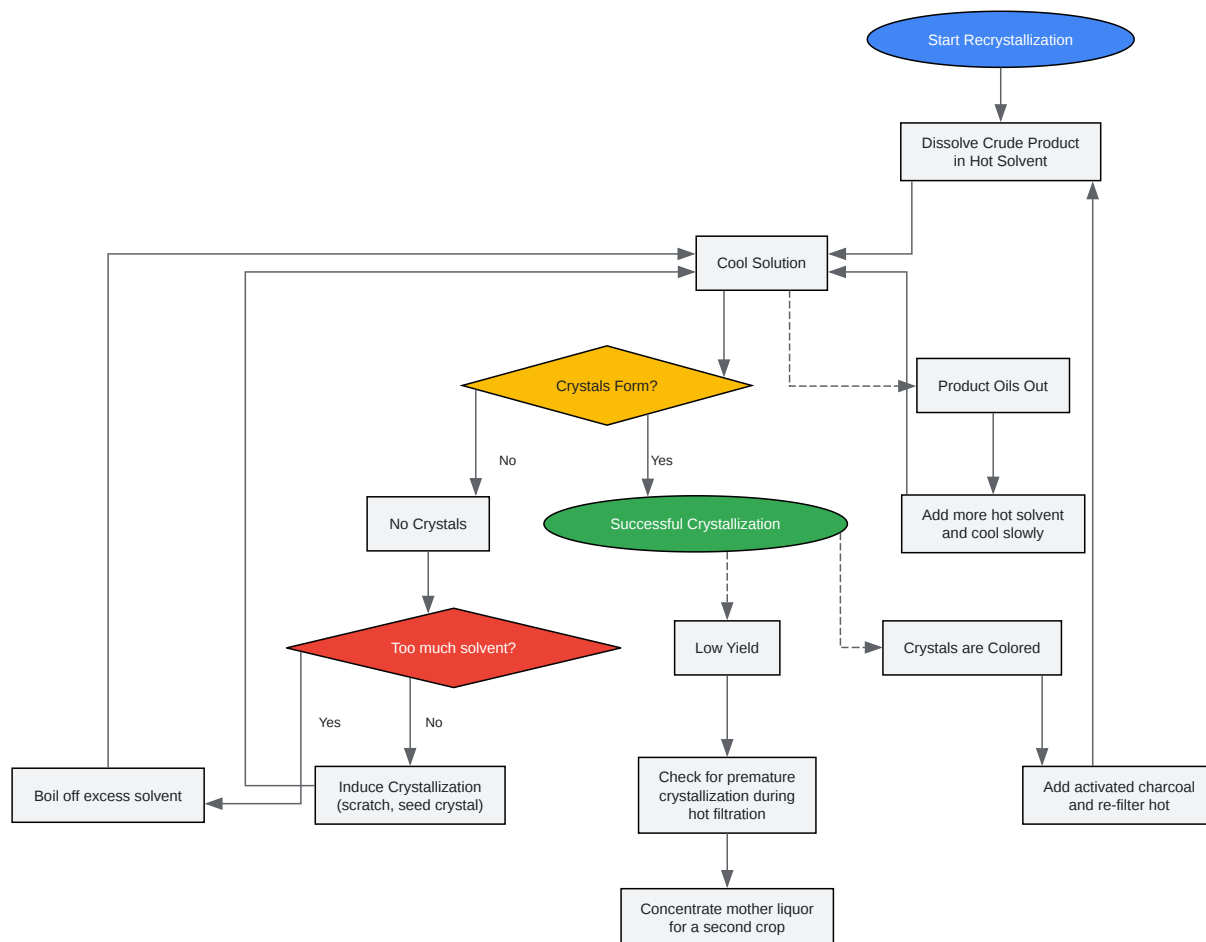 Start Recrystallization
Dissolve Crude Product
in Hot Solvent
Cool Solution
Crystals Form?
Product Oils Out
No
Yes
No Crystals
Successful Crystallization
Add more hot solvent
and cool slowly
Too much solvent?
Low Yield
Crystals are Colored
Yes
No
Boil off excess solvent
Induce Crystallization
(scratch, seed crystal)
Check for premature
crystallization during
hot filtration
Add activated charcoal
and re-filter hot
Concentrate mother liquor
for a second crop